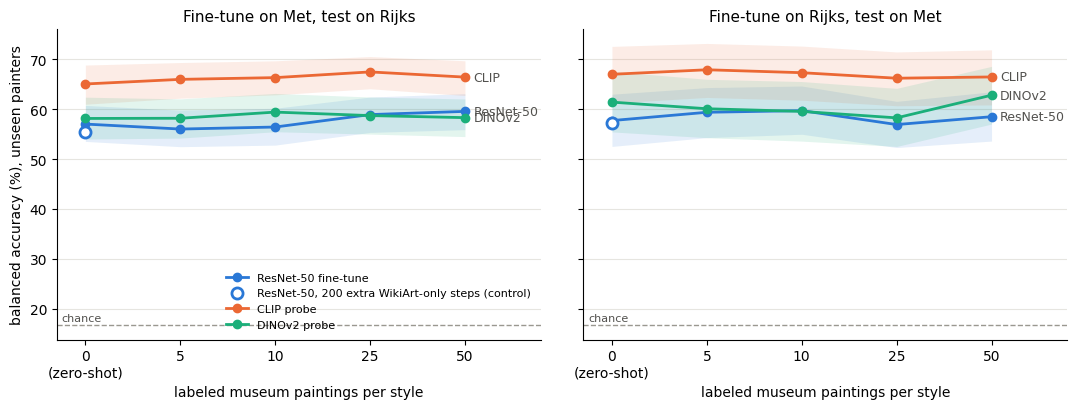 Fine-tune on Met, test on Rijks
balanced accuracy (%), unseen painters
70
60
50
40
30
20
CLIP
ResNet-50
DINOv2
ResNet-50 fine-tune
ResNet-50, 200 extra WikiArt-only steps (control)
CLIP probe
DINOv2 probe
chance
0 5 10 25 50
(zero-shot)
labeled museum paintings per style
Fine-tune on Rijks, test on Met
CLIP
DINOv2
ResNet-50
chance
0 5 10 25 50
(zero-shot)
labeled museum paintings per style